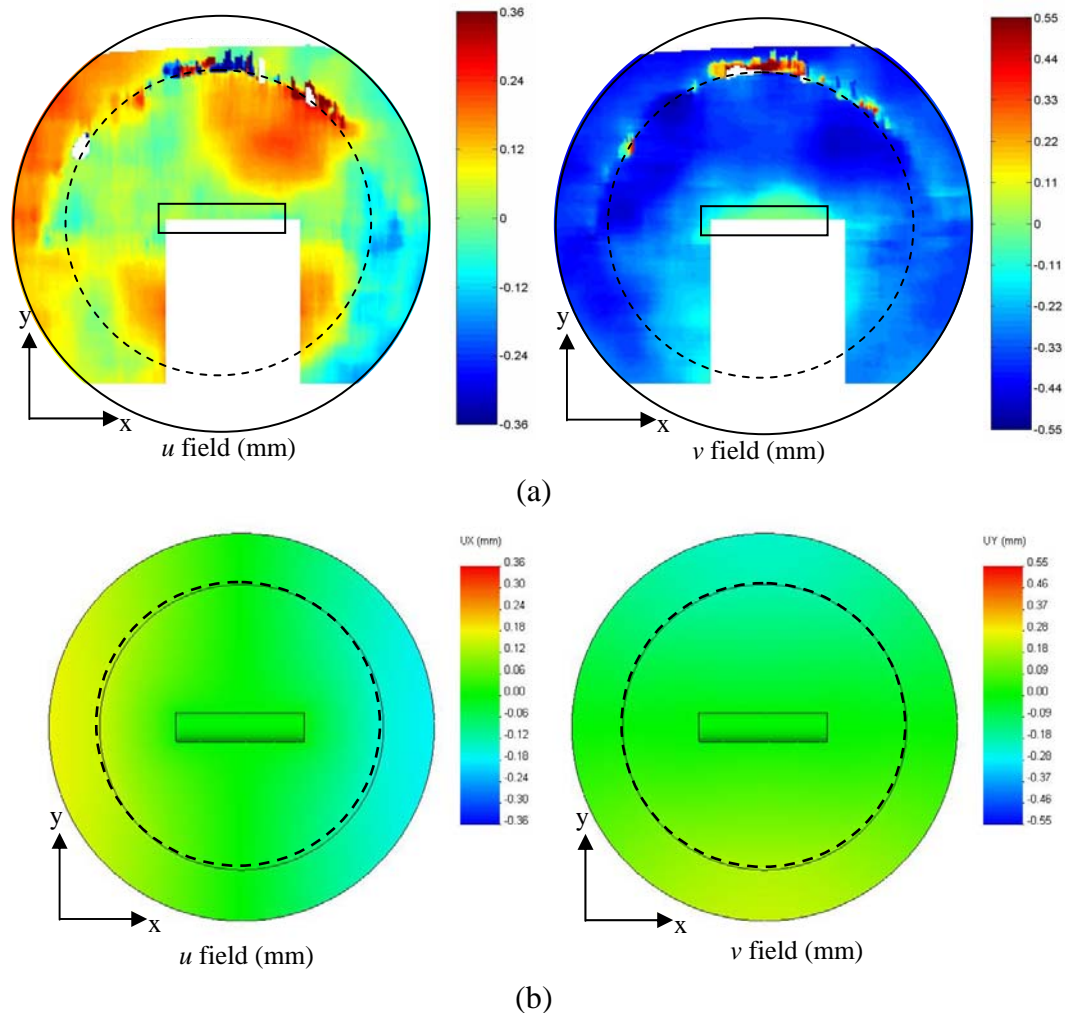 0.36
0.24
0.12
0
-0.12
-0.24
-0.36
y
x
u field (mm)
0.55
0.44
0.33
0.22
0.11
0
-0.11
-0.22
-0.33
-0.44
-0.55
y
x
v field (mm)
(a)
UX (mm)
0.36
0.30
0.24
0.18
0.12
0.06
0.00
-0.06
-0.12
-0.18
-0.24
-0.30
-0.36
y
x
u field (mm)
UY (mm)
0.55
0.46
0.37
0.28
0.18
0.09
0.00
-0.09
-0.18
-0.28
-0.37
-0.46
-0.55
y
x
v field (mm)
(b)